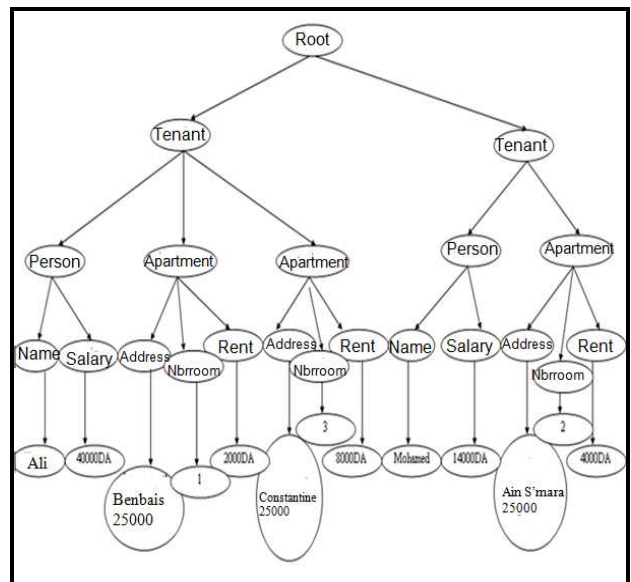 Root
Tenant
Tenant
Person
Apartment
Apartment
Person
Apartment
Name
Salary
Address
Nbrroom
Rent
Address
Nbrroom
Rent
Name
Salary
Address
Nbrroom
Rent
Ali
40000DA
Benbais
25000
1
2000DA
Constantine
25000
3
8000DA
Mohamed
14000DA
Ain S'mara
25000
2
4000DA